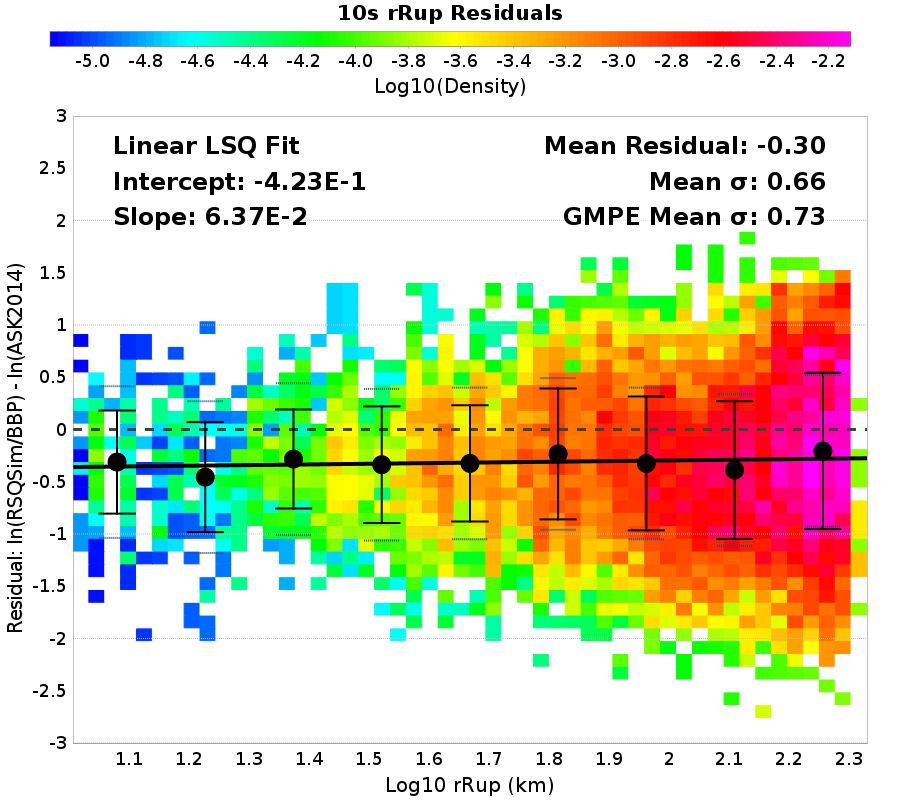 10s rRup Residuals
-5.0 -4.8 -4.6 -4.4 -4.2 -4.0 -3.8 -3.6 -3.4 -3.2 -3.0 -2.8 -2.6 -2.4 -2.2
Log10(Density)
Linear LSQ Fit
Intercept: -4.23E-1
Slope: 6.37E-2
Mean Residual: -0.30
Mean σ: 0.66
GMPE Mean σ: 0.73
Residual: ln(RSQSim/BBP) - ln(ASK2014)
3
2.5
2
1.5
1
0.5
0
-0.5
-1
-1.5
-2
-2.5
-3
1.1 1.2 1.3 1.4 1.5 1.6 1.7 1.8 1.9 2 2.1 2.2 2.3
Log10 rRup (km)